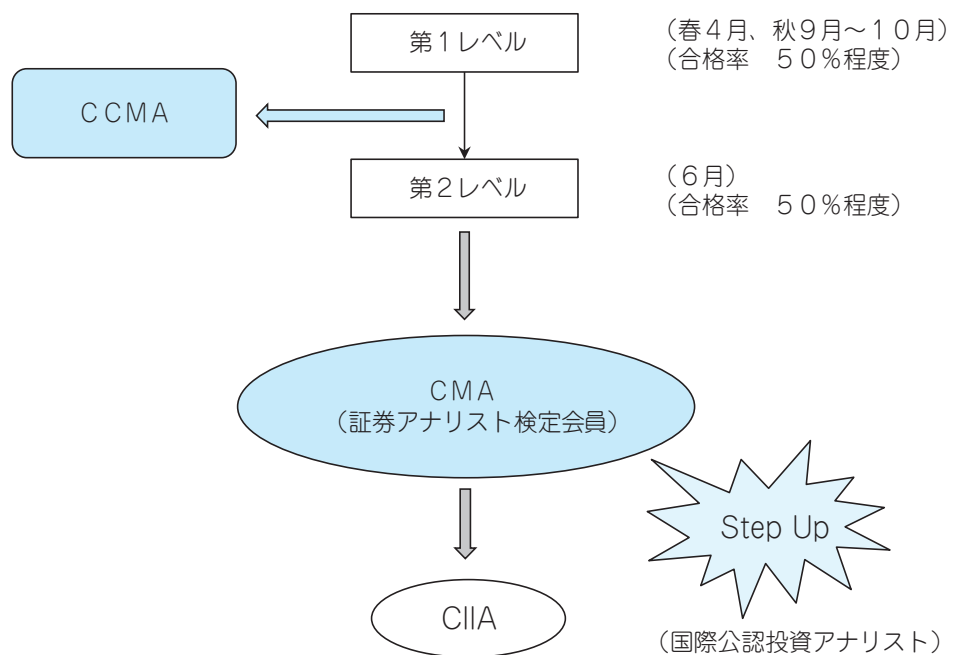 第1レベル
（春４月、秋９月～１０月）
（合格率　５０％程度）
ＣＣＭＡ
第2レベル
（６月）
（合格率　５０％程度）
ＣＭＡ
（証券アナリスト検定会員）
Step Up
CIIA
（国際公認投資アナリスト）